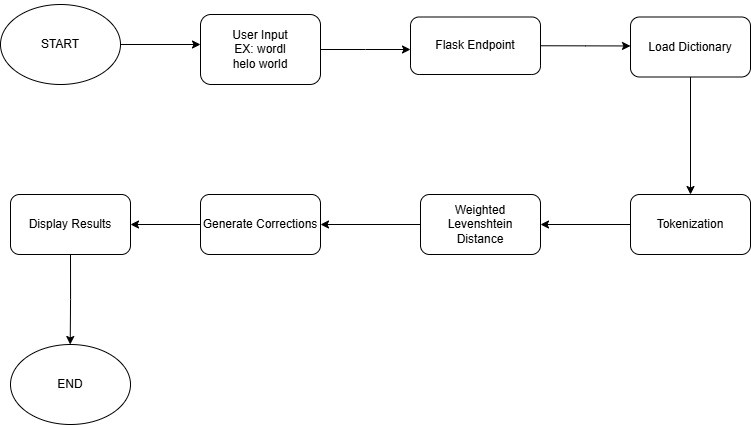 START
User Input
EX: wordl
helo world
Flask Endpoint
Load Dictionary
Tokenization
Weighted
Levenshtein
Distance
Generate Corrections
Display Results
END